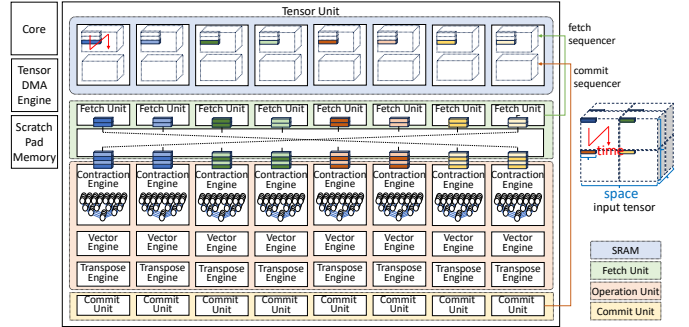 Tensor Unit
Core
Tensor
DMA
Engine
Scratch
Pad
Memory
fetch
sequencer
commit
sequencer
Fetch Unit Fetch Unit Fetch Unit Fetch Unit Fetch Unit Fetch Unit Fetch Unit Fetch Unit
Contraction Contraction Contraction Contraction Contraction Contraction Contraction Contraction
Engine Engine Engine Engine Engine Engine Engine Engine
Vector Vector Vector Vector Vector Vector Vector Vector
Engine Engine Engine Engine Engine Engine Engine Engine
Transpose Transpose Transpose Transpose Transpose Transpose Transpose Transpose
Engine Engine Engine Engine Engine Engine Engine Engine
Commit Commit Commit Commit Commit Commit Commit Commit
Unit Unit Unit Unit Unit Unit Unit Unit
time
space
input tensor
SRAM
Fetch Unit
Operation Unit
Commit Unit